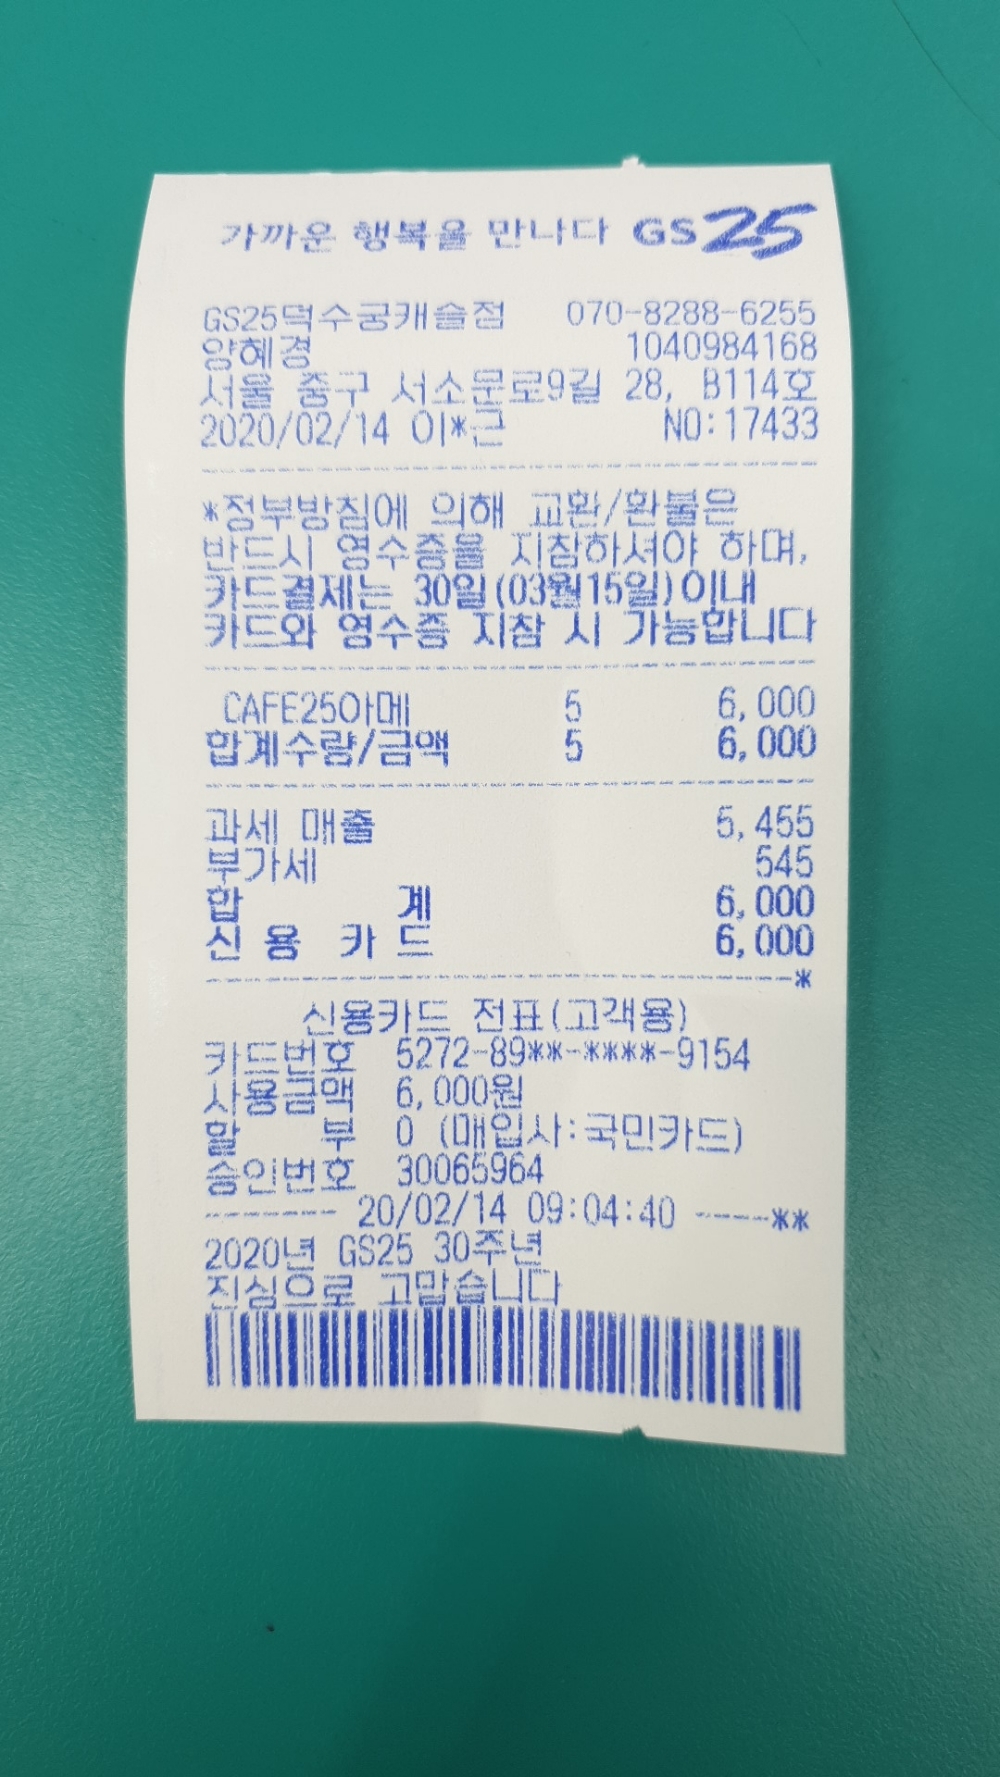 가까운 행복을 만나다 GS25
GS25덕수궁캐슬점 070-8288-6255
양혜경 1040984168
서울 중구 서소문로9길 28, B114호
2020/02/14 이*근 NO:17433
*정부방침에 의해 교환/환불은
반드시 영수증을 지참하셔야 하며,
카드결제는 30일(03월15일)이내
카드와 영수증 지참 시 가능합니다
CAFE25아메 5 6,000
합계수량/금액 5 6,000
과세 매출 5,455
부가세 545
합 계 6,000
신 용 카 드 6,000
*
신용카드 전표(고객용)
카드번호 5272-89**-****-9154
사용금액 6,000원
할 부 0 (매입사:국민카드)
승인번호 30065964
-------- 20/02/14 09:04:40 -----**
2020년 GS25 30주년
진심으로 고맙습니다